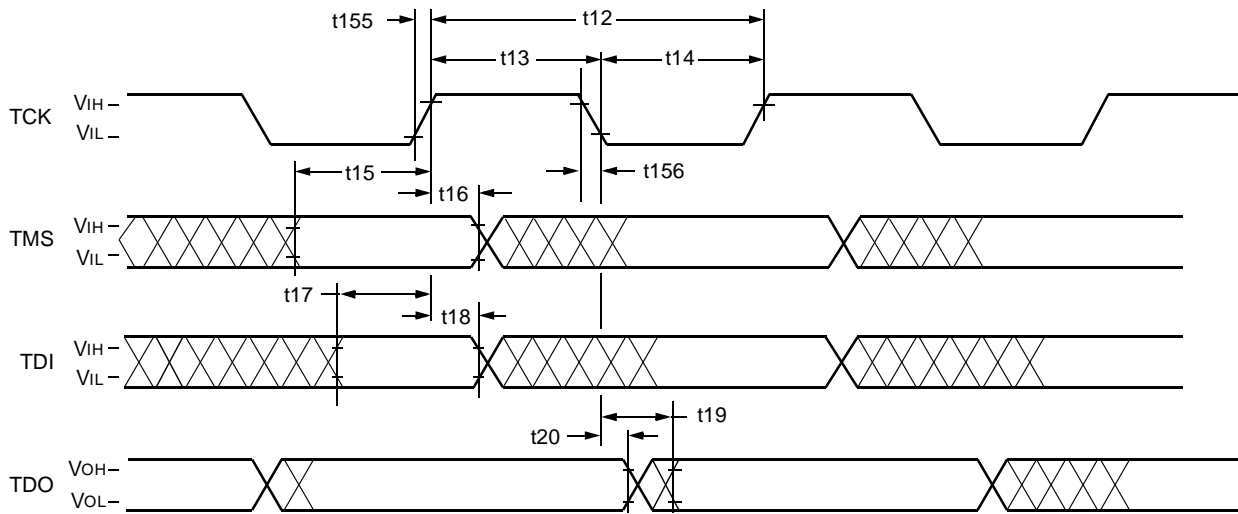 t155
t12
t13
t14
TCK
VIH
VIL
t15
t156
t16
TMS
VIH
VIL
t17
t18
TDI
VIH
VIL
t19
t20
TDO
VOH
VOL